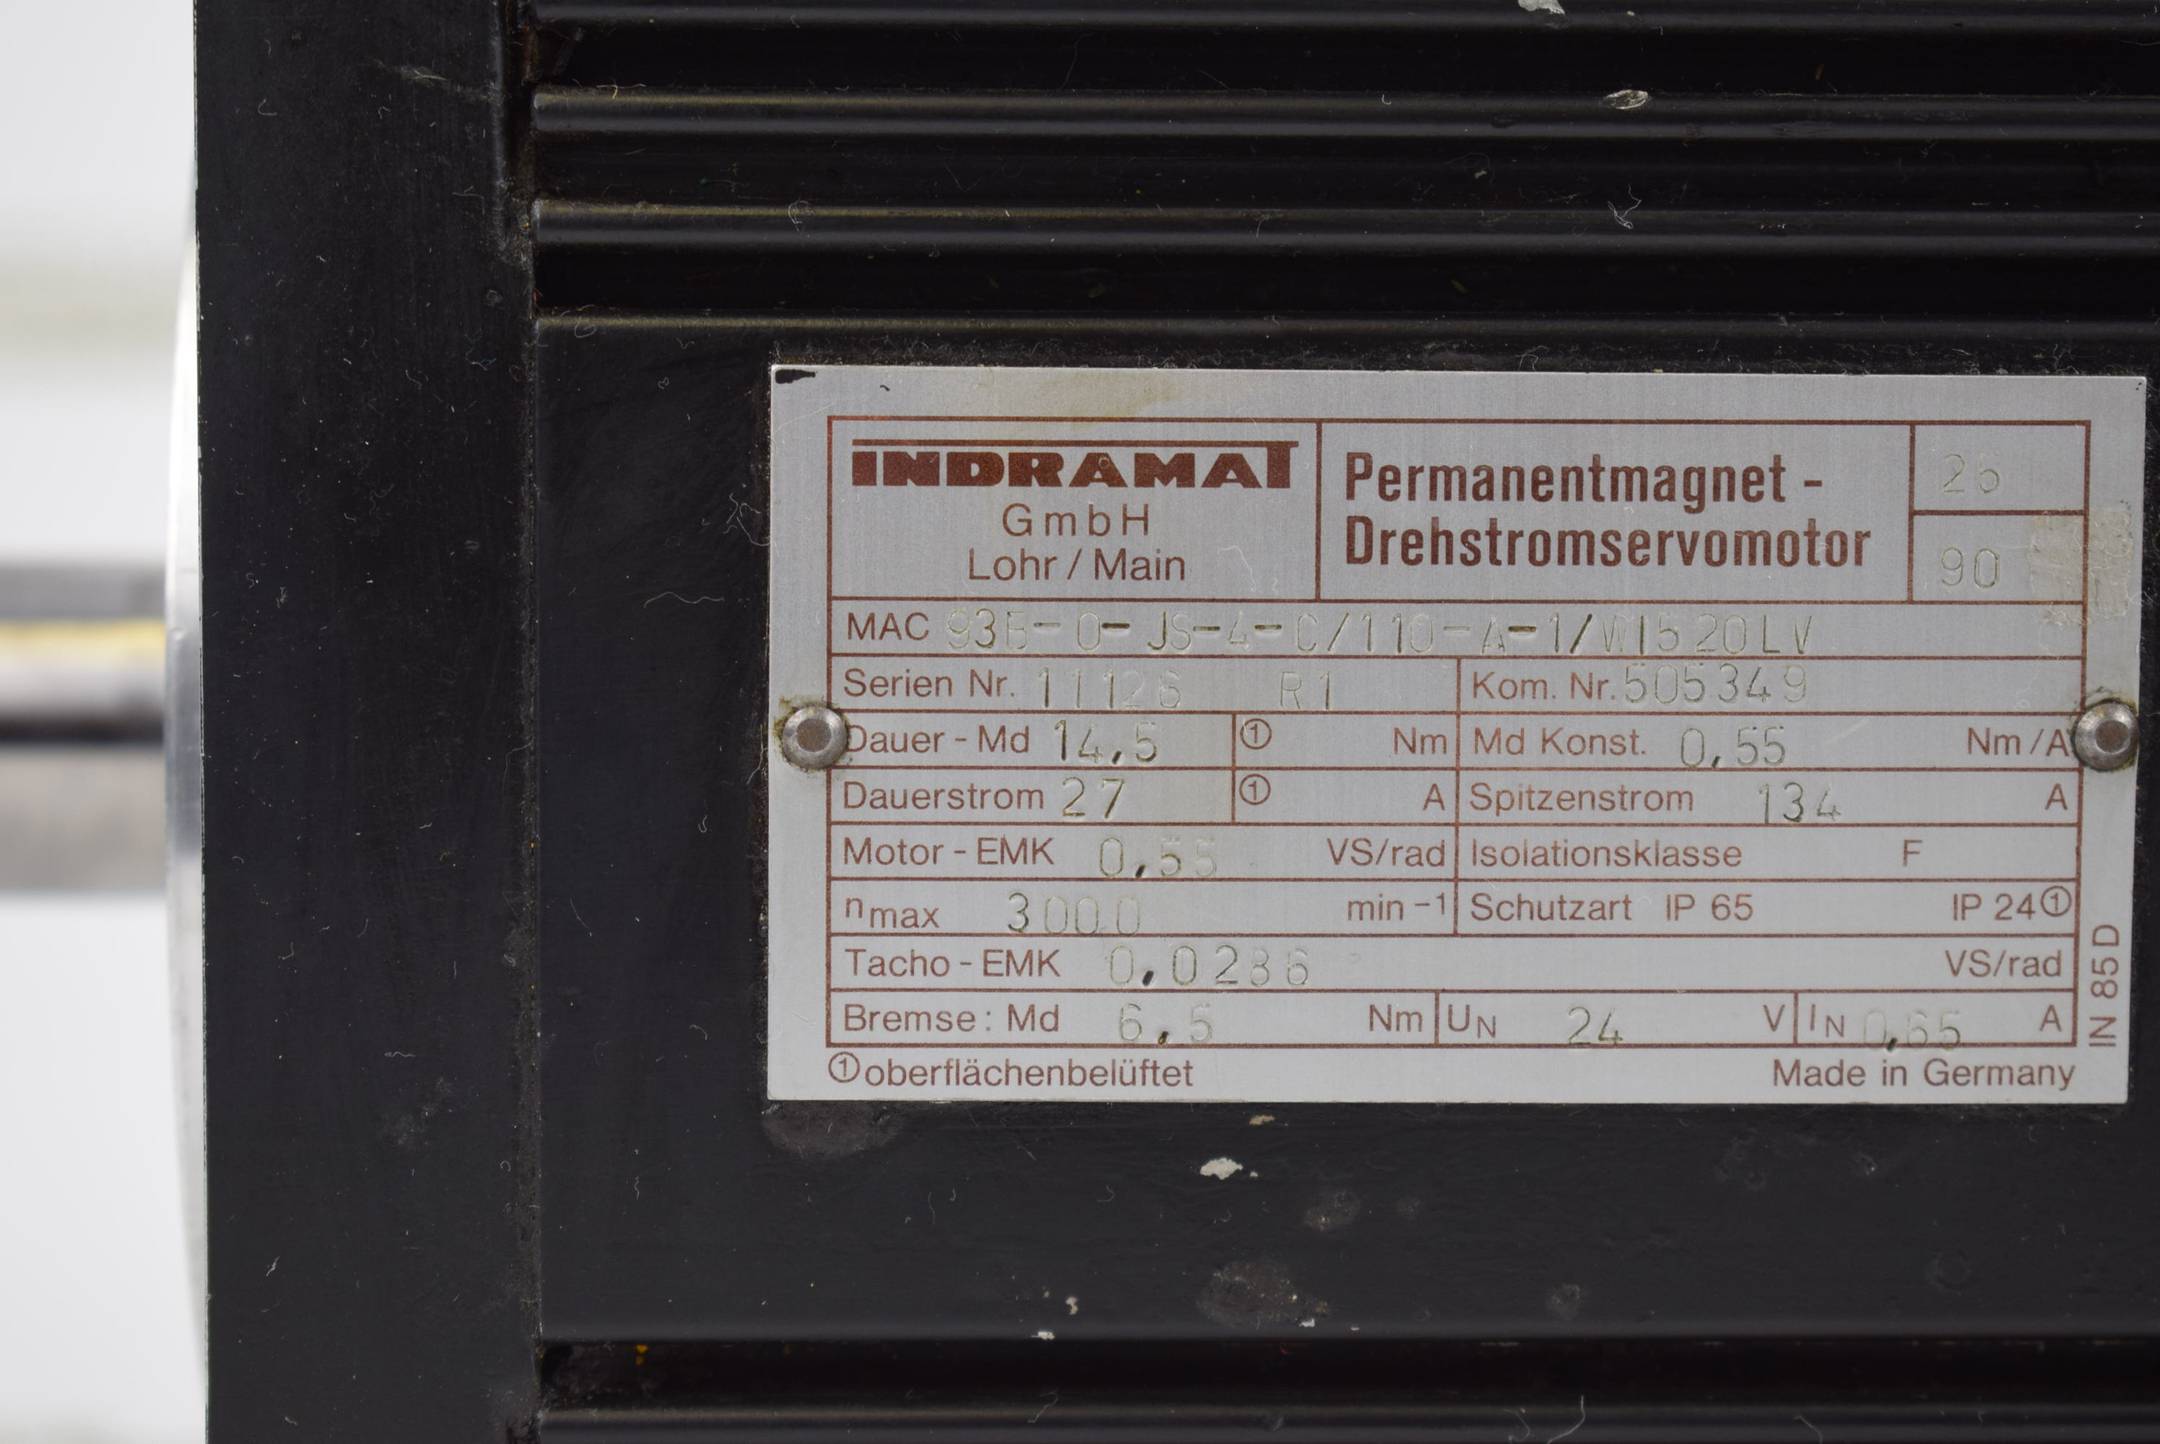 INDRAMAT
GmbH
Lohr / Main
Permanentmagnet -
Drehstromservomotor
26
90
MAC 93B-0-JS-4-C/110-A-1/WI520LV
Serien Nr. 11126 R1 Kom. Nr. 505349
Dauer - Md 14,5 ① Nm Md Konst. 0,55 Nm/A
Dauerstrom 27 ① A Spitzenstrom 134 A
Motor - EMK 0,55 VS/rad Isolationsklasse F
nmax 3000 min⁻¹ Schutzart IP 65 IP 24①
Tacho - EMK 0,0286 VS/rad
Bremse: Md 6,5 Nm UN 24 V IN 0,65 A
IN 85 D
①oberflächenbelüftet Made in Germany